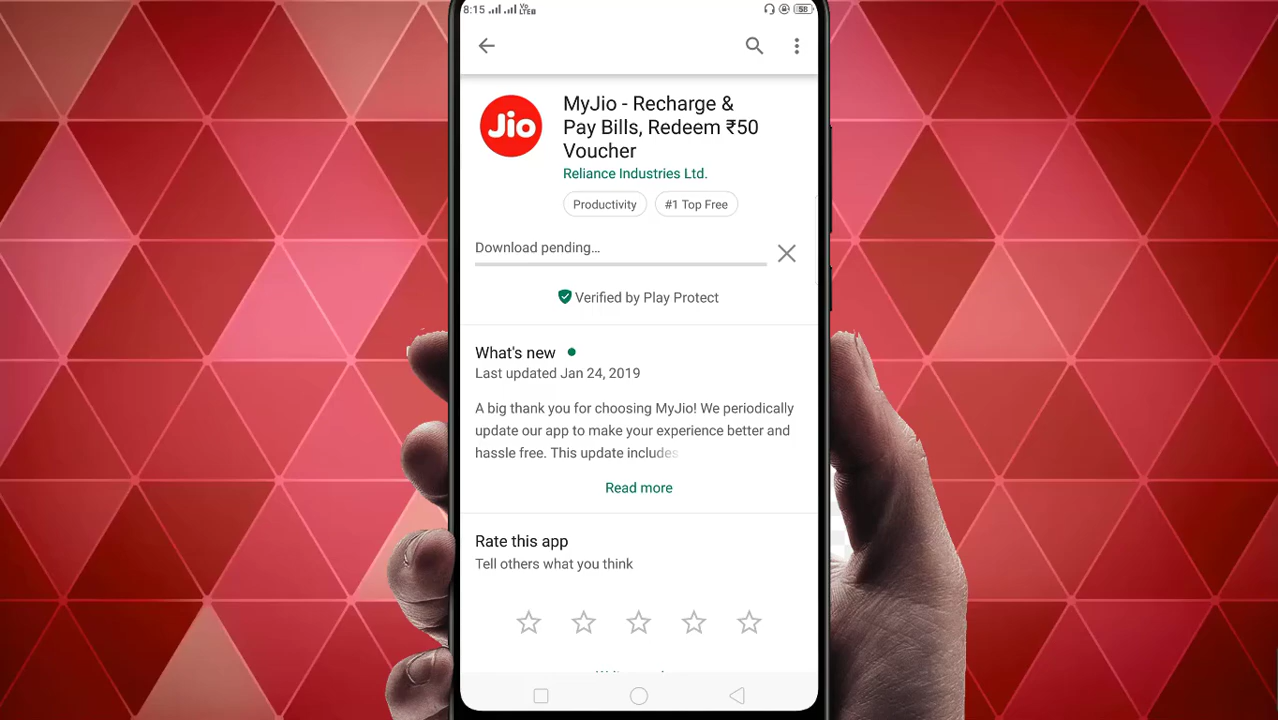 8:15 Vo LTE 58
Jio
MyJio - Recharge &
Pay Bills, Redeem ₹50
Voucher
Reliance Industries Ltd.
Productivity #1 Top Free
Download pending...
Verified by Play Protect
What's new
Last updated Jan 24, 2019
A big thank you for choosing MyJio! We periodically
update our app to make your experience better and
hassle free. This update includes
Read more
Rate this app
Tell others what you think